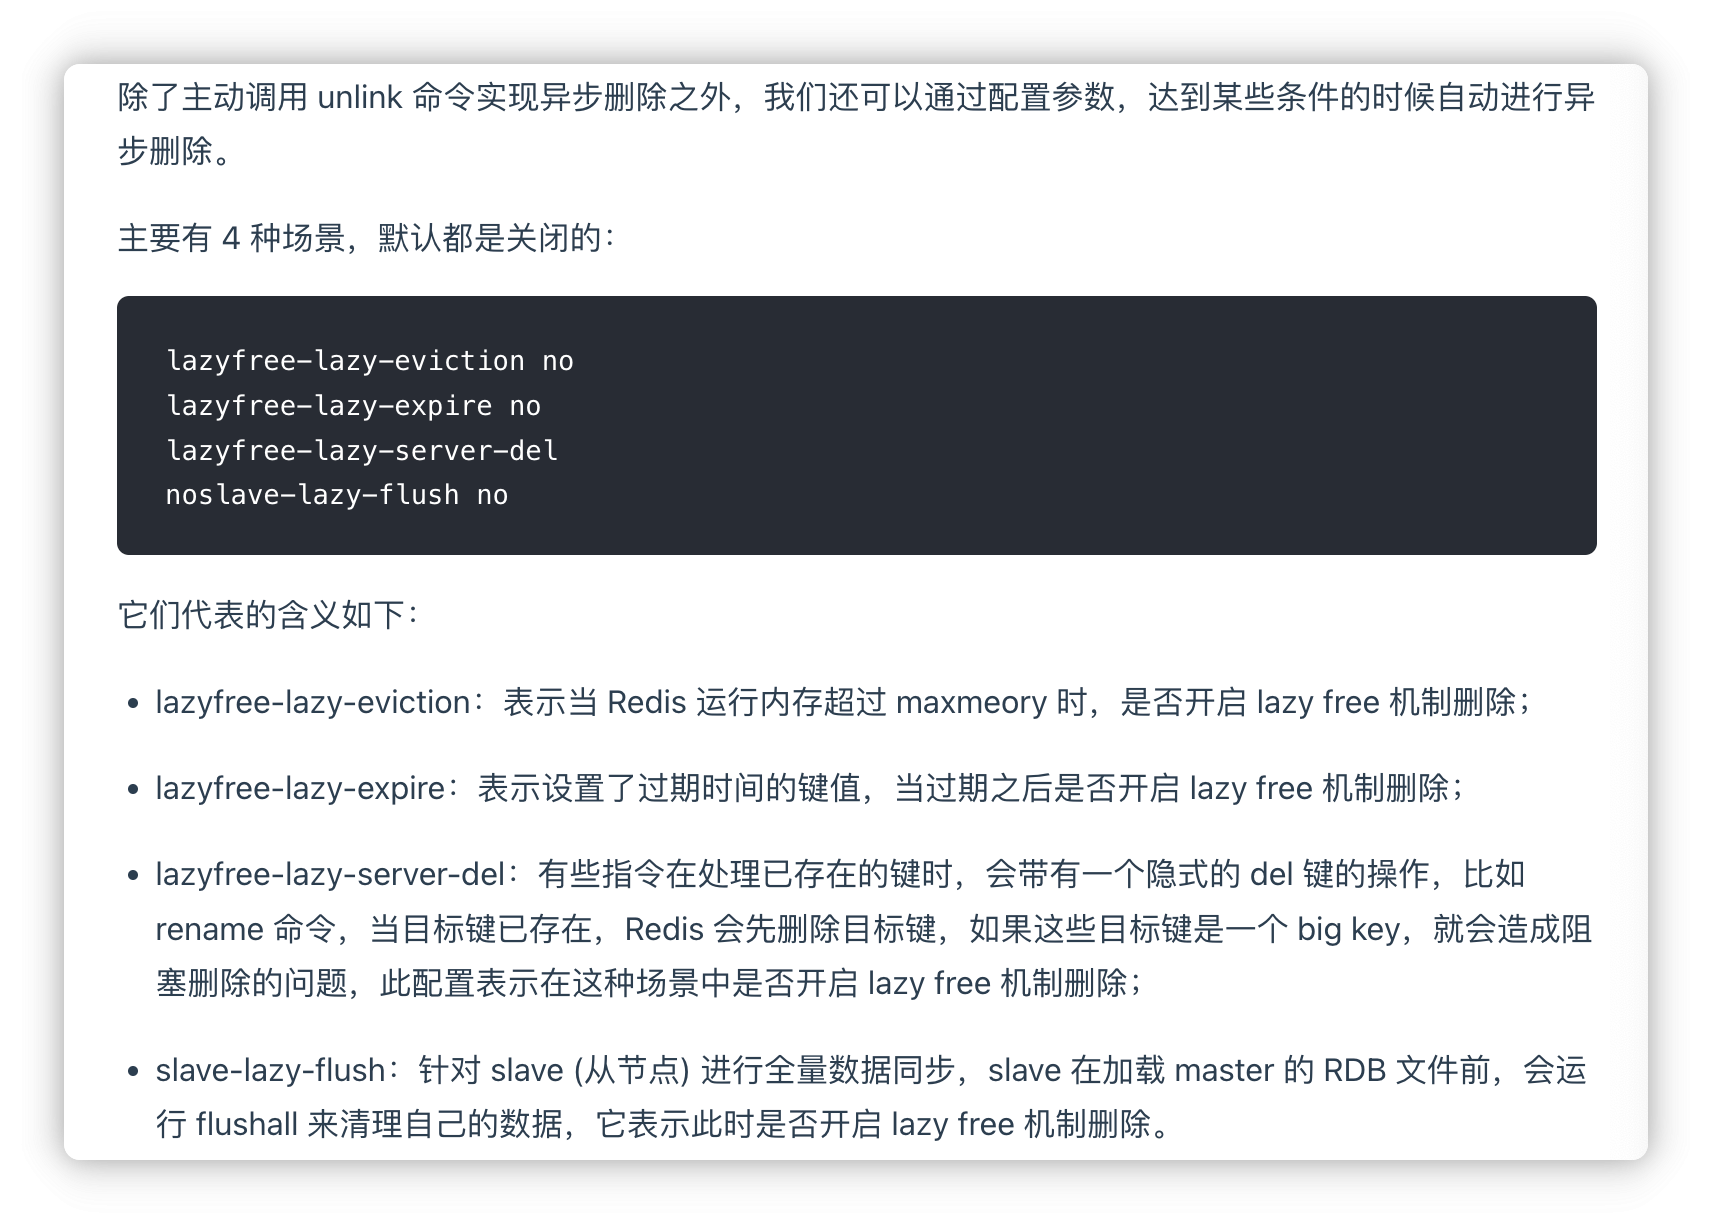 除了主动调用 unlink 命令实现异步删除之外，我们还可以通过配置参数，达到某些条件的时候自动进行异
步删除。
主要有 4 种场景，默认都是关闭的：
lazyfree-lazy-eviction no
lazyfree-lazy-expire no
lazyfree-lazy-server-del
noslave-lazy-flush no
它们代表的含义如下：
• lazyfree-lazy-eviction：表示当 Redis 运行内存超过 maxmeory 时，是否开启 lazy free 机制删除；
• lazyfree-lazy-expire：表示设置了过期时间的键值，当过期之后是否开启 lazy free 机制删除；
• lazyfree-lazy-server-del：有些指令在处理已存在的键时，会带有一个隐式的 del 键的操作，比如
rename 命令，当目标键已存在，Redis 会先删除目标键，如果这些目标键是一个 big key，就会造成阻
塞删除的问题，此配置表示在这种场景中是否开启 lazy free 机制删除；
• slave-lazy-flush：针对 slave (从节点) 进行全量数据同步，slave 在加载 master 的 RDB 文件前，会运
行 flushall 来清理自己的数据，它表示此时是否开启 lazy free 机制删除。